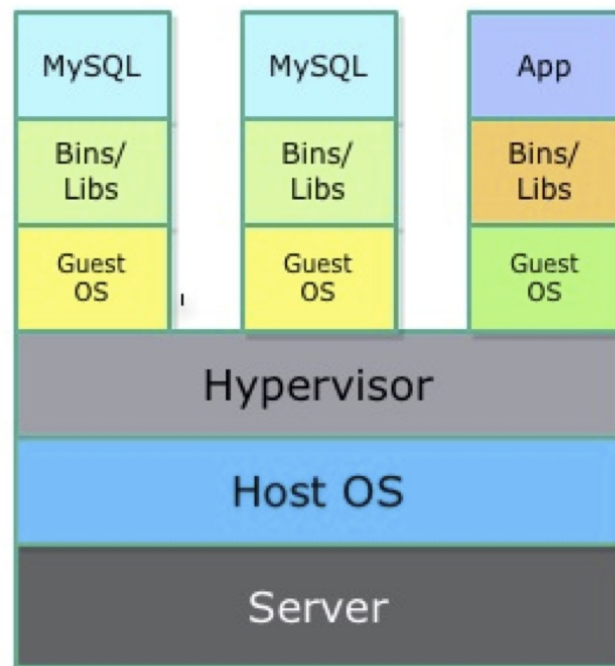 MySQL
MySQL
App
Bins/
Libs
Bins/
Libs
Bins/
Libs
Guest
OS
Guest
OS
Guest
OS
Hypervisor
Host OS
Server